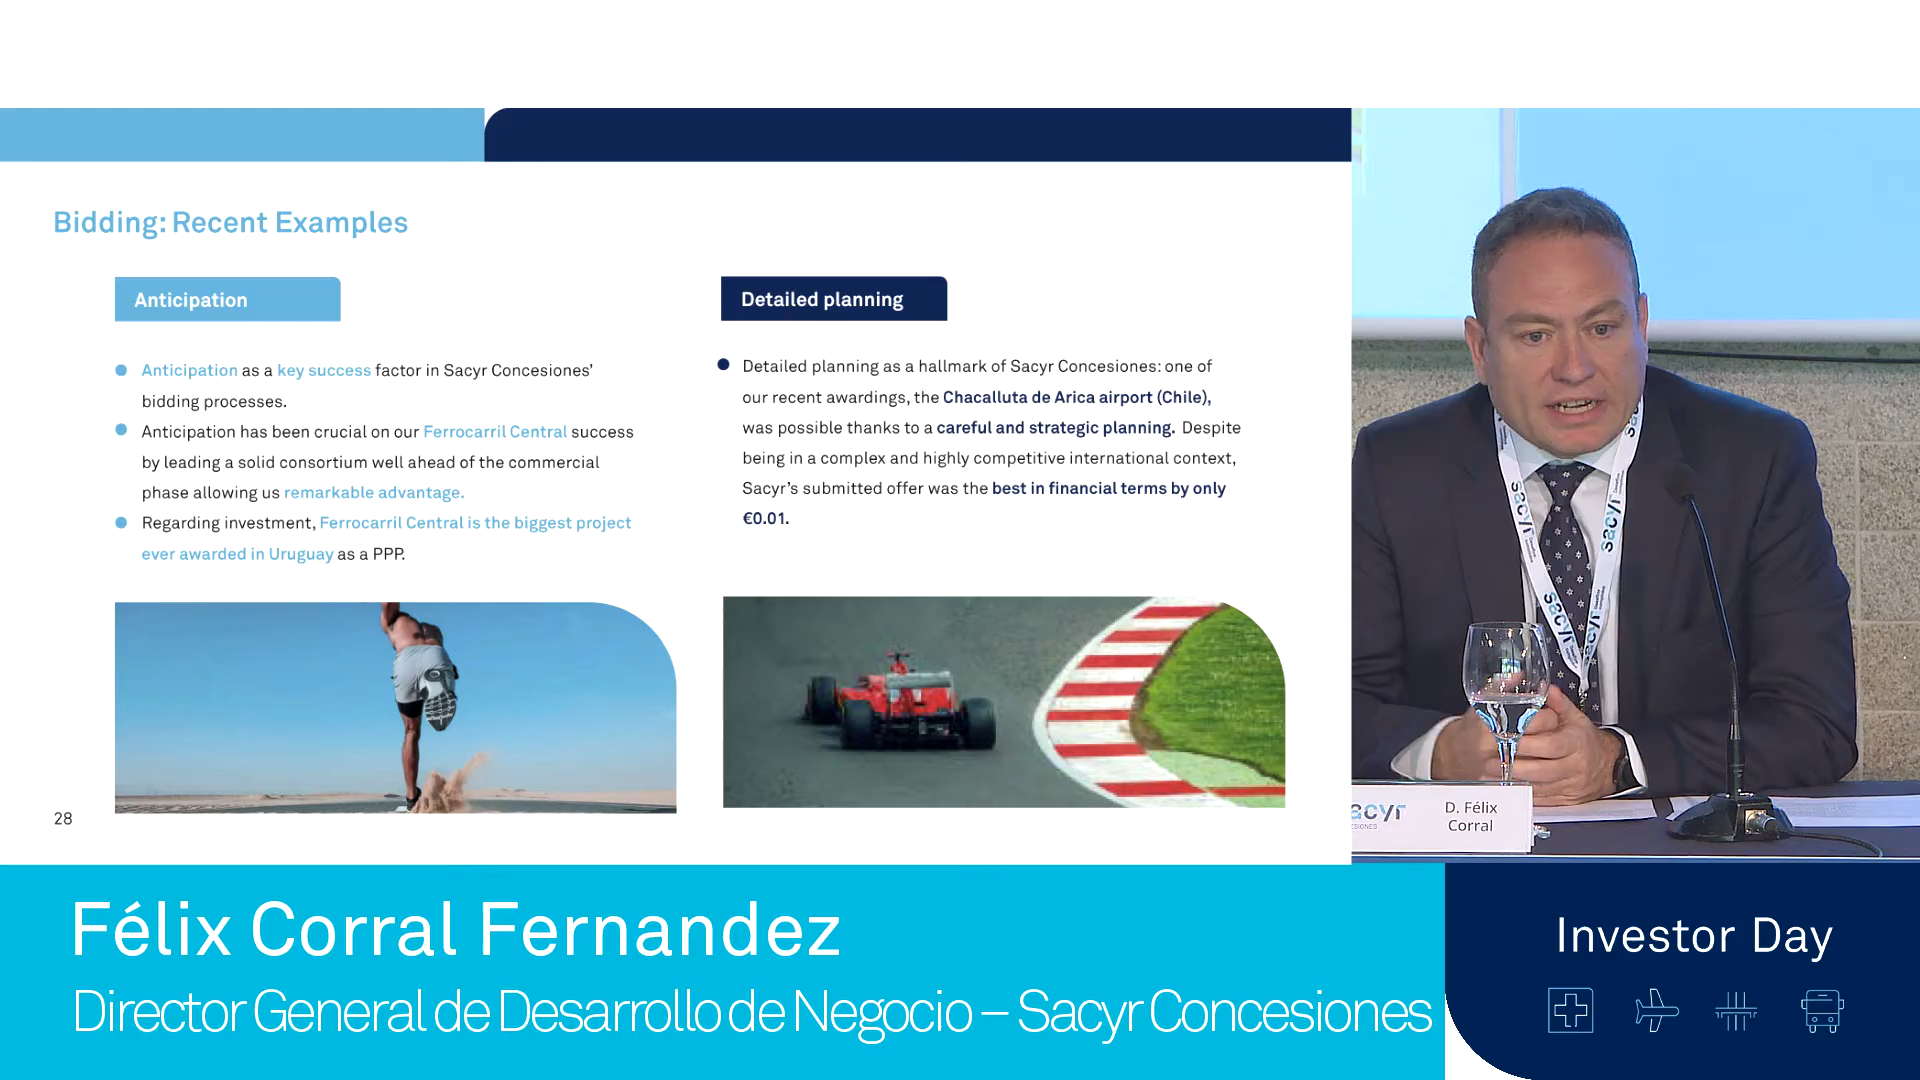 Bidding: Recent Examples
Anticipation
Anticipation as a key success factor in Sacyr Concesiones’
bidding processes.
Anticipation has been crucial on our Ferrocarril Central success
by leading a solid consortium well ahead of the commercial
phase allowing us remarkable advantage.
Regarding investment, Ferrocarril Central is the biggest project
ever awarded in Uruguay as a PPP.
Detailed planning
Detailed planning as a hallmark of Sacyr Concesiones: one of
our recent awardings, the Chacalluta de Arica airport (Chile),
was possible thanks to a careful and strategic planning. Despite
being in a complex and highly competitive international context,
Sacyr’s submitted offer was the best in financial terms by only
€0.01.
28
sacyr
sacyr
sacyr
sacyr
sacyr
D. Félix
Corral
Félix Corral Fernandez
Director General de Desarrollo de Negocio – Sacyr Concesiones
Investor Day